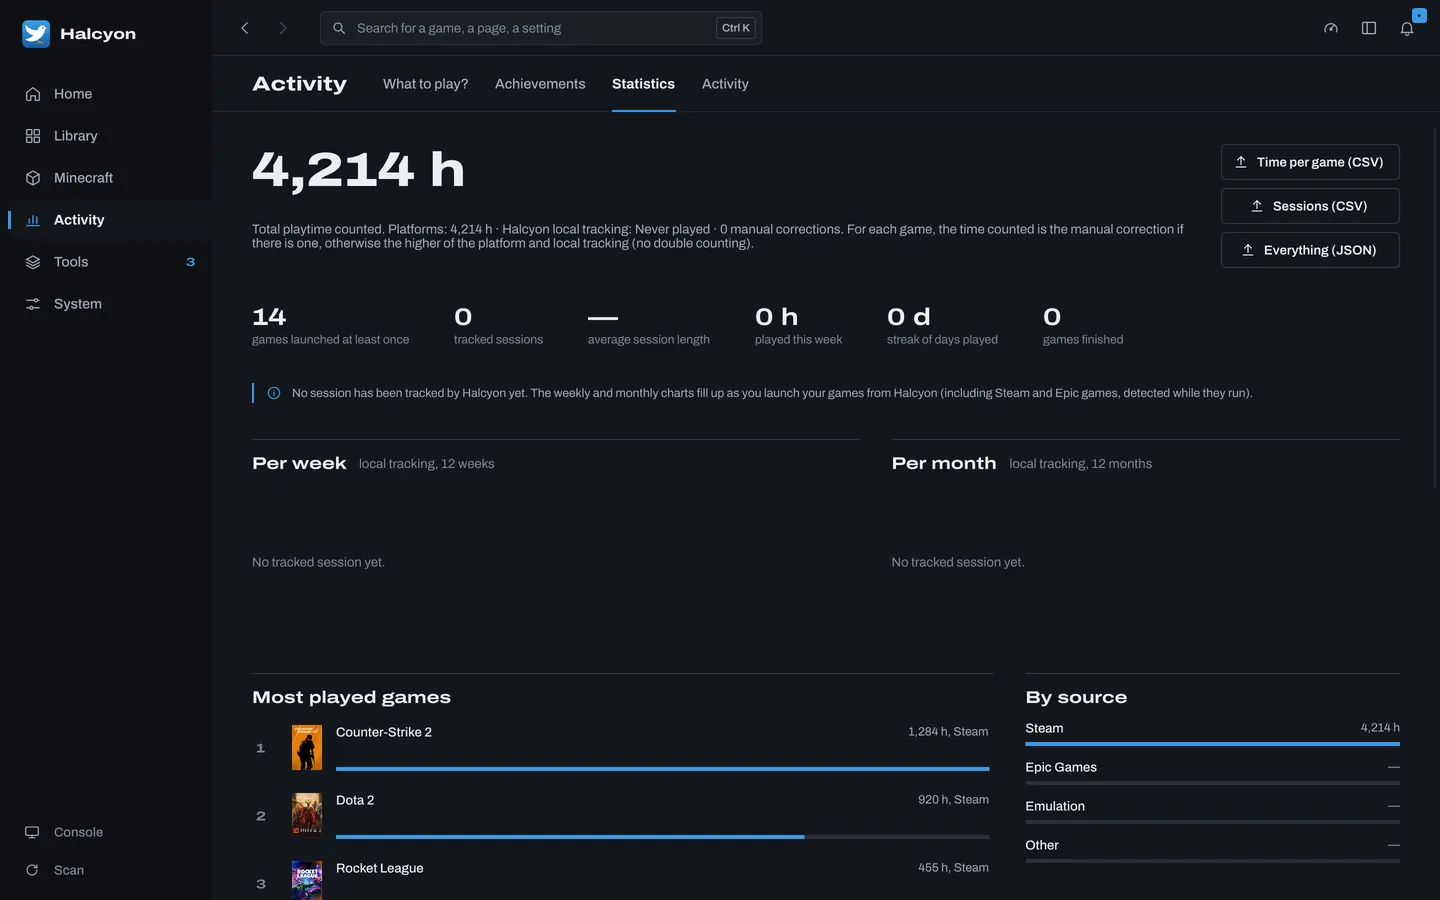 Halcyon
Search for a game, a page, a setting
Ctrl K
Home
Library
Minecraft
Activity
Tools
3
System
Console
Scan
Activity
What to play?
Achievements
Statistics
Activity
4,214 h
Total playtime counted. Platforms: 4,214 h · Halcyon local tracking: Never played · 0 manual corrections. For each game, the time counted is the manual correction if
there is one, otherwise the higher of the platform and local tracking (no double counting).
Time per game (CSV)
Sessions (CSV)
Everything (JSON)
14
games launched at least once
0
tracked sessions
—
average session length
0 h
played this week
0 d
streak of days played
0
games finished
No session has been tracked by Halcyon yet. The weekly and monthly charts fill up as you launch your games from Halcyon (including Steam and Epic games, detected while they run).
Per week
local tracking, 12 weeks
No tracked session yet.
Per month
local tracking, 12 months
No tracked session yet.
Most played games
1
Counter-Strike 2
1,284 h, Steam
2
DOTA 2
Dota 2
920 h, Steam
3
ROCKET
LEAGUE
Rocket League
455 h, Steam
By source
Steam
4,214 h
Epic Games
—
Emulation
—
Other
—